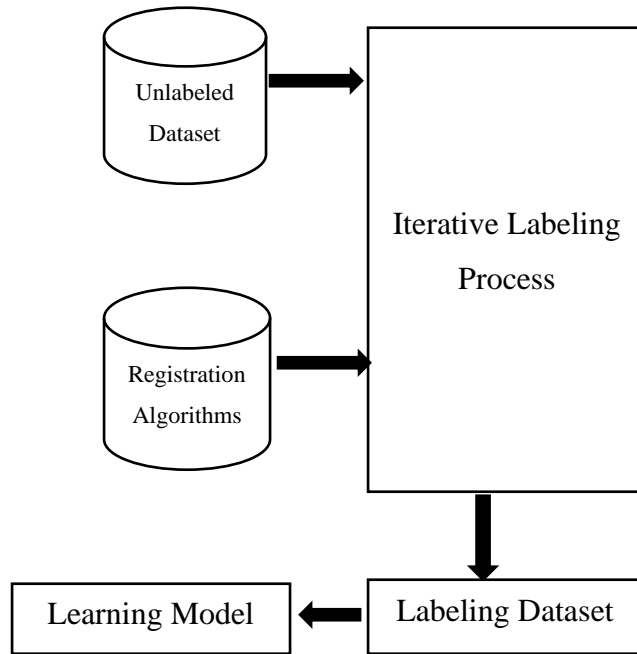 Unlabeled
Dataset
Iterative Labeling
Process
Registration
Algorithms
Learning Model
Labeling Dataset